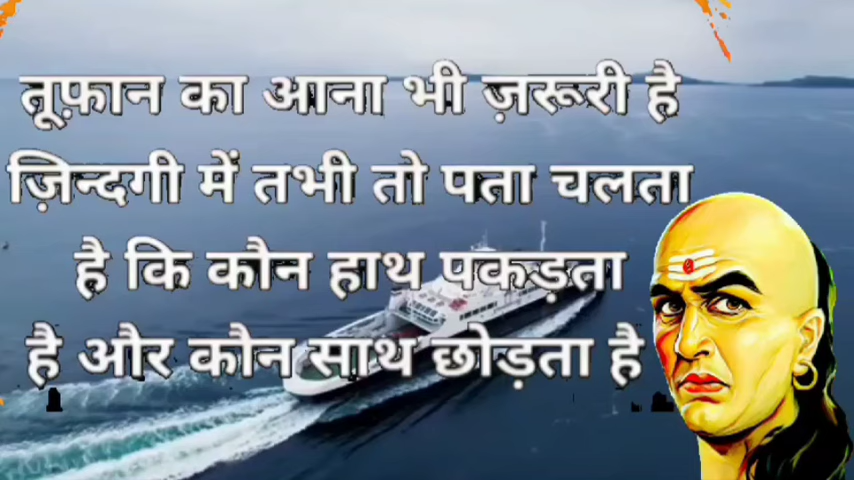 तूफ़ान का आना भी ज़रूरी है
ज़िन्दगी में तभी तो पता चलता
है कि कौन हाथ पकड़ता
है और कौन साथ छोड़ता है